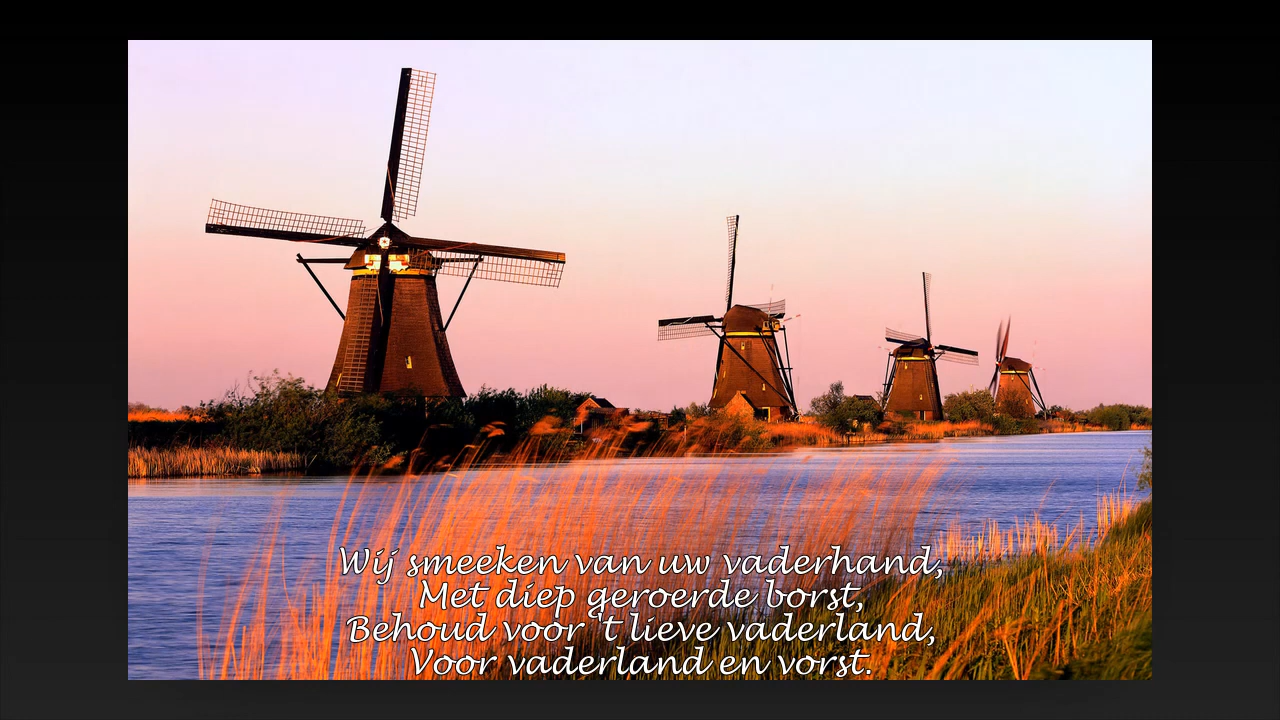 Wij smeeken van uw vaderhand,
Met diep geroerde borst,
Behoud voor 't lieve vaderland,
Voor vaderland en vorst.